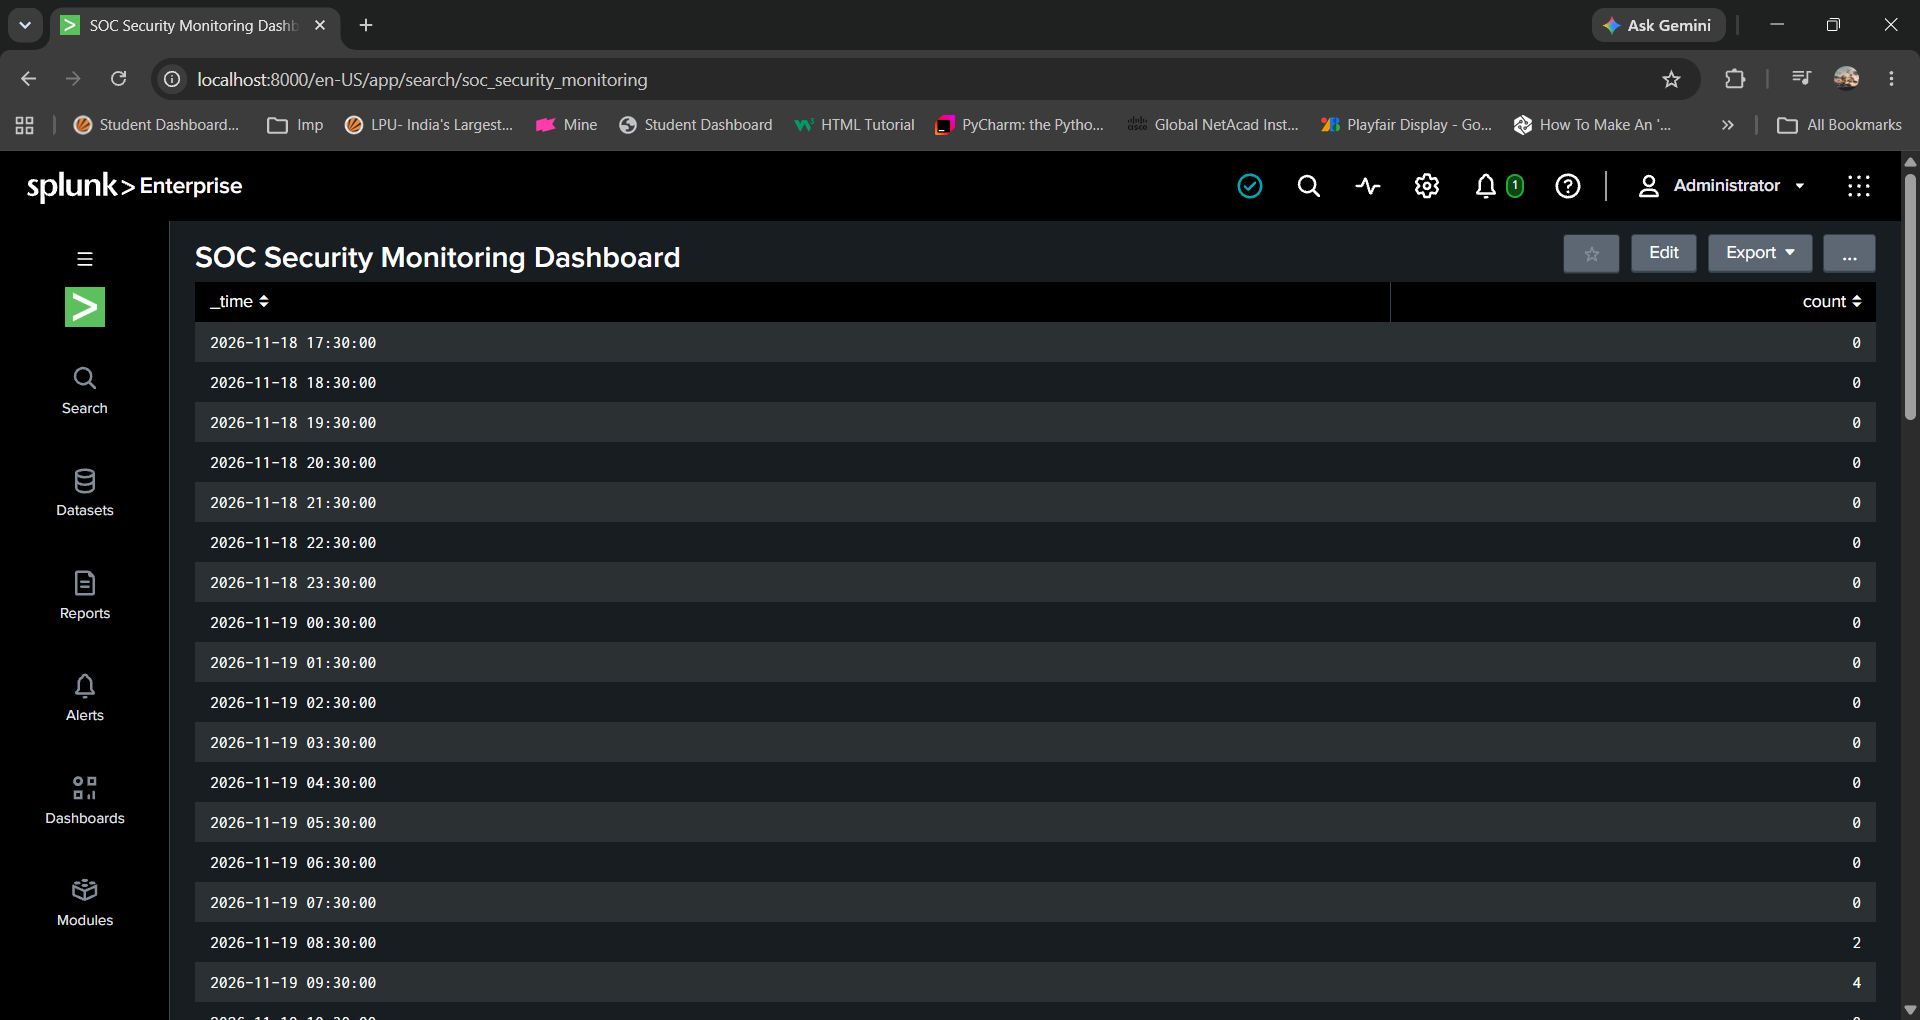 SOC Security Monitoring Dashb
Ask Gemini
localhost:8000/en-US/app/search/soc_security_monitoring
Student Dashboard... Imp LPU- India's Largest... Mine Student Dashboard HTML Tutorial PyCharm: the Pytho... Global NetAcad Inst... Playfair Display - Go... How To Make An '... All Bookmarks
splunk>Enterprise
1
Administrator
SOC Security Monitoring Dashboard
Edit
Export
...
Search
Datasets
Reports
Alerts
Dashboards
Modules
_time count
2026-11-18 17:30:00 0
2026-11-18 18:30:00 0
2026-11-18 19:30:00 0
2026-11-18 20:30:00 0
2026-11-18 21:30:00 0
2026-11-18 22:30:00 0
2026-11-18 23:30:00 0
2026-11-19 00:30:00 0
2026-11-19 01:30:00 0
2026-11-19 02:30:00 0
2026-11-19 03:30:00 0
2026-11-19 04:30:00 0
2026-11-19 05:30:00 0
2026-11-19 06:30:00 0
2026-11-19 07:30:00 0
2026-11-19 08:30:00 2
2026-11-19 09:30:00 4